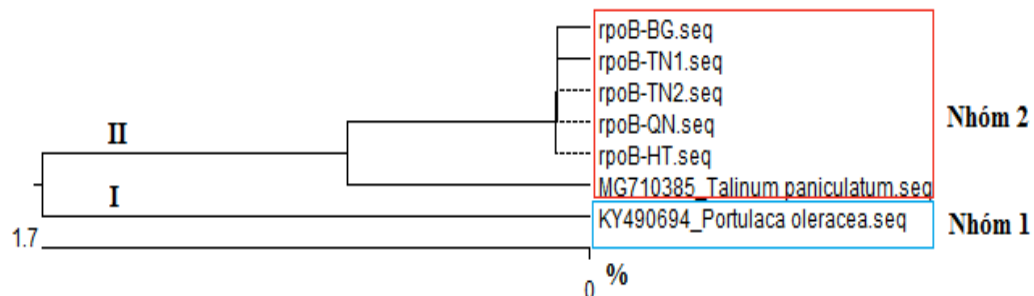 rpoB-BG.seq
rpoB-TN1.seq
rpoB-TN2.seq
rpoB-QN.seq
rpoB-HT.seq
MG710385_Talinum paniculatum.seq
Nhóm 2
II
I
KY490694_Portulaca oleracea.seq
Nhóm 1
1.7
0
%